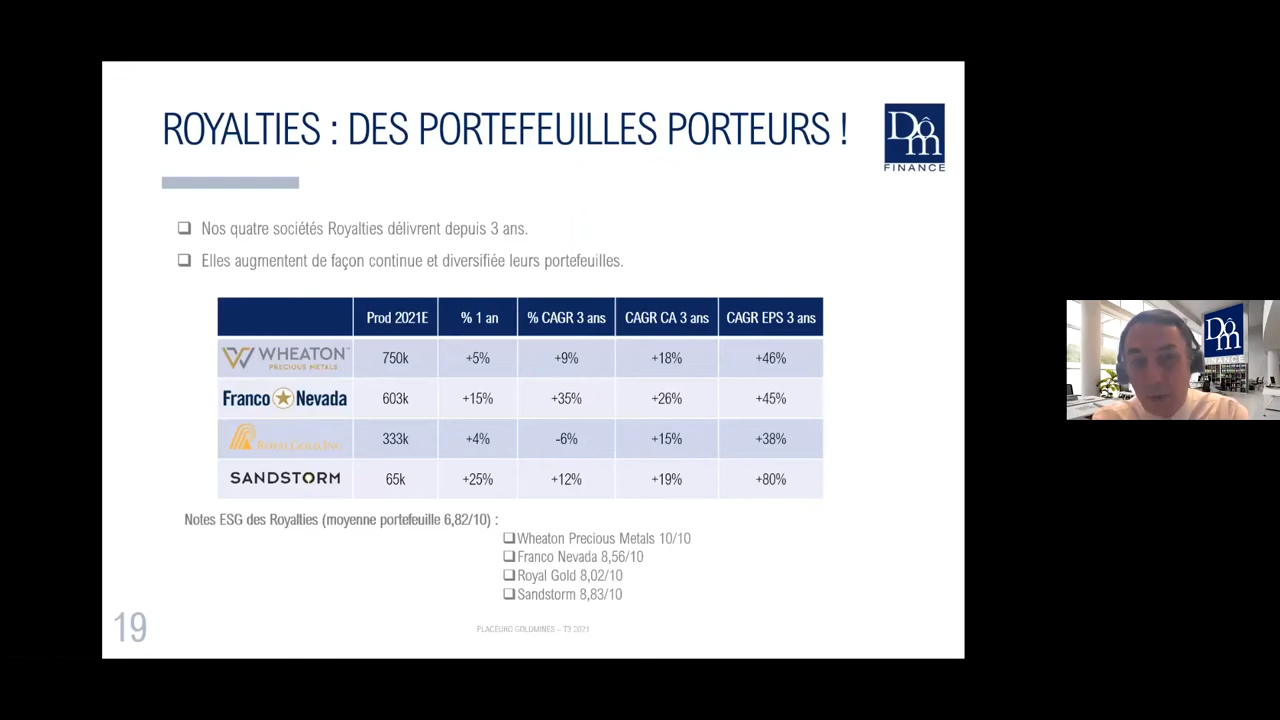 ROYALTIES : DES PORTEFEUILLES PORTEURS !
Dôm
FINANCE
Nos quatre sociétés Royalties délivrent depuis 3 ans.
Elles augmentent de façon continue et diversifiée leurs portefeuilles.
Prod 2021E % 1 an % CAGR 3 ans CAGR CA 3 ans CAGR EPS 3 ans
WHEATON™ PRECIOUS METALS 750k +5% +9% +18% +46%
Franco Nevada 603k +15% +35% +26% +45%
ROYAL GOLD, INC 333k +4% -6% +15% +38%
SANDSTORM 65k +25% +12% +19% +80%
Notes ESG des Royalties (moyenne portefeuille 6,82/10) :
Wheaton Precious Metals 10/10
Franco Nevada 8,56/10
Royal Gold 8,02/10
Sandstorm 8,83/10
19
PLACEURO GOLDMINES – T3 2021
Dôm
FINANCE